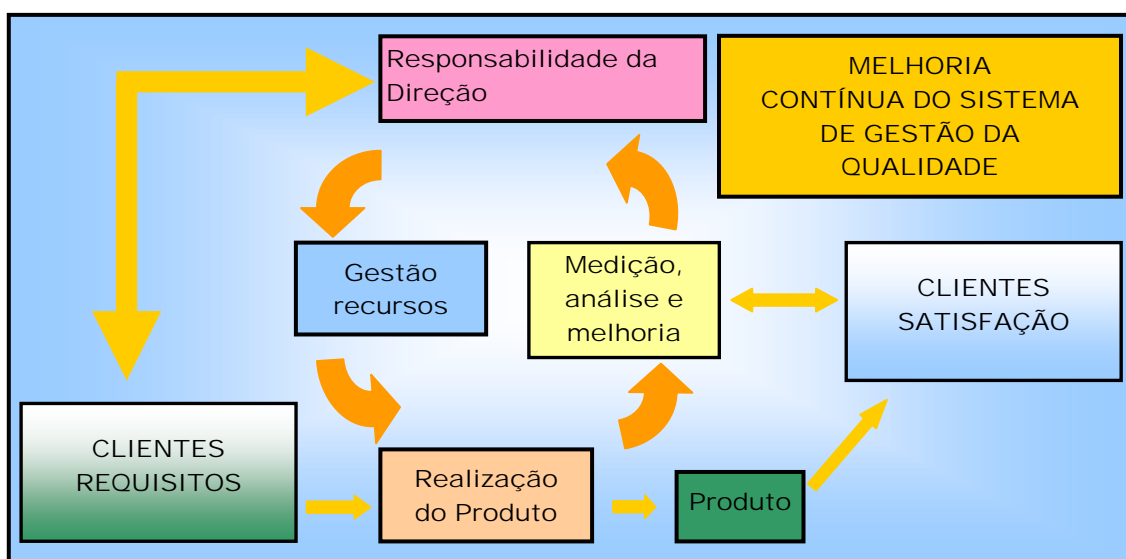 Responsabilidade da
Direção
MELHORIA
CONTÍNUA DO SISTEMA
DE GESTÃO DA
QUALIDADE
Gestão
recursos
Medição,
análise e
melhoria
CLIENTES
SATISFAÇÃO
CLIENTES
REQUISITOS
Realização
do Produto
Produto